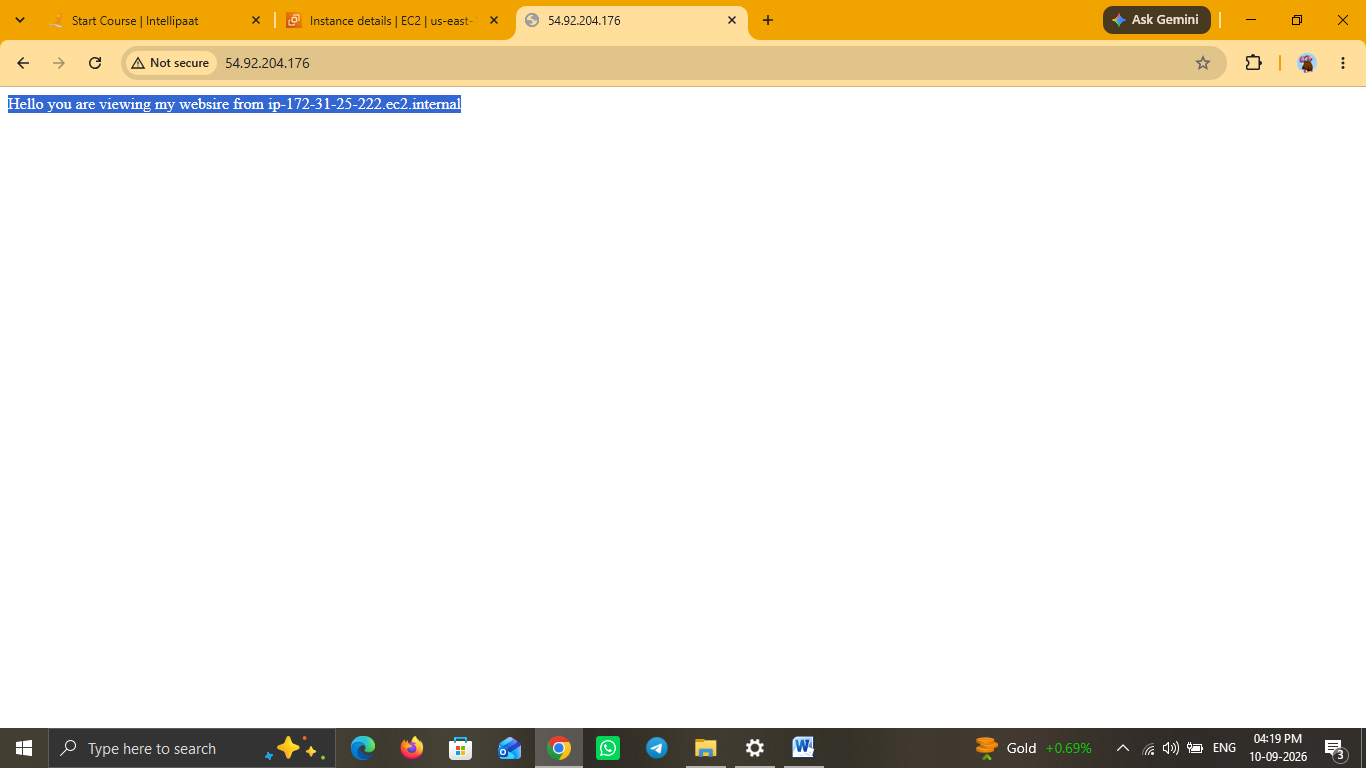 Start Course | Intellipaat
Instance details | EC2 | us-east-
54.92.204.176
Ask Gemini
Not secure
54.92.204.176
Hello you are viewing my websire from ip-172-31-25-222.ec2.internal
Type here to search
Gold +0.69%
ENG
04:19 PM
10-09-2026
3